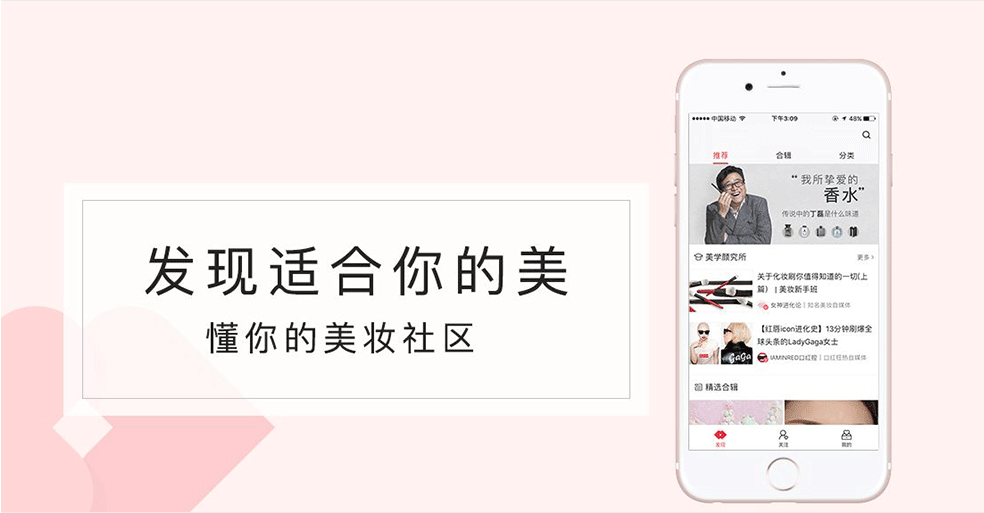 发现适合你的美
懂你的美妆社区
中国移动 下午3:09 48%
推荐 合辑 分类
“我所挚爱的
香水”
传说中的丁磊是什么味道
美学颜究所 更多
关于化妆刷你值得知道的一切(上
篇) | 美妆新手班
女神进化论 | 知名美妆自媒体
【红唇icon进化史】13分钟刷爆全
球头条的LadyGaga女士
GaGa
IAMINRED口红控 | 口红控热自媒体
精选合辑
发现 关注 我的